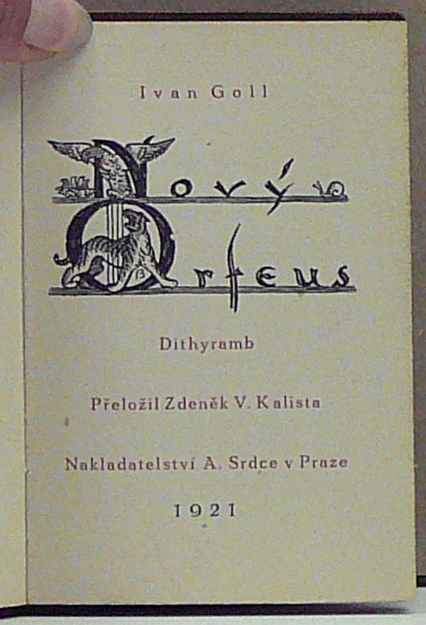 Ivan Goll
Nový
Orfeus
Dithyramb
Přeložil Zdeněk V. Kalista
Nakladatelství A. Srdce v Praze
1921